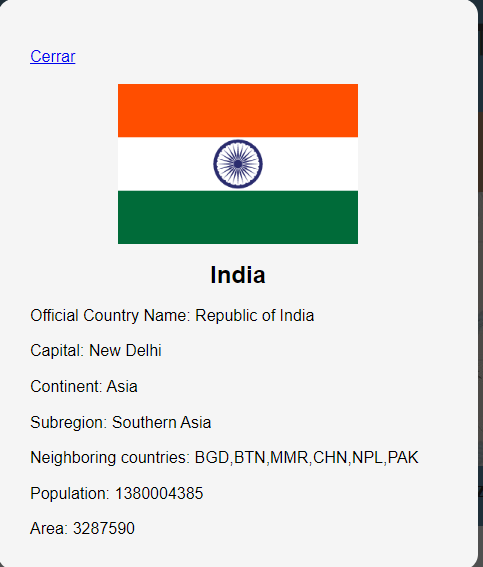 Cerrar
India
Official Country Name: Republic of India
Capital: New Delhi
Continent: Asia
Subregion: Southern Asia
Neighboring countries: BGD,BTN,MMR,CHN,NPL,PAK
Population: 1380004385
Area: 3287590